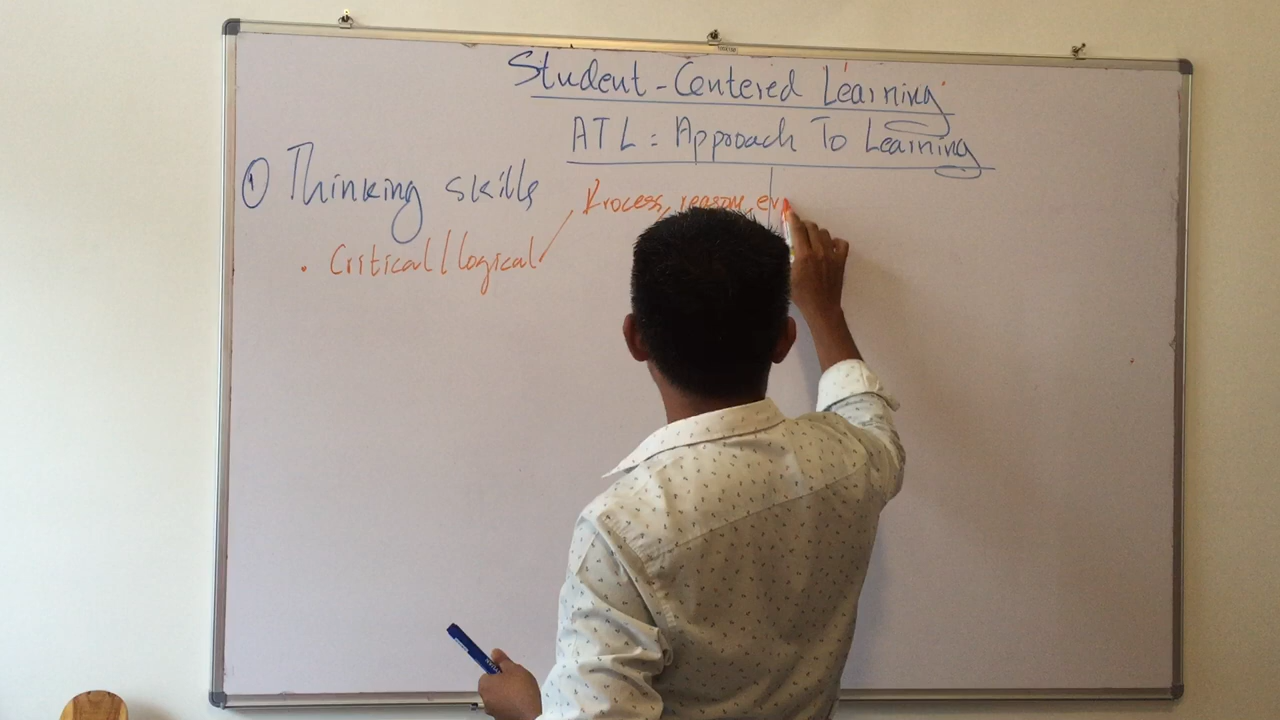 Student-Centered Learning
ATL = Approach To Learning
① Thinking skills
Process, reason, ev
• Critical/logical